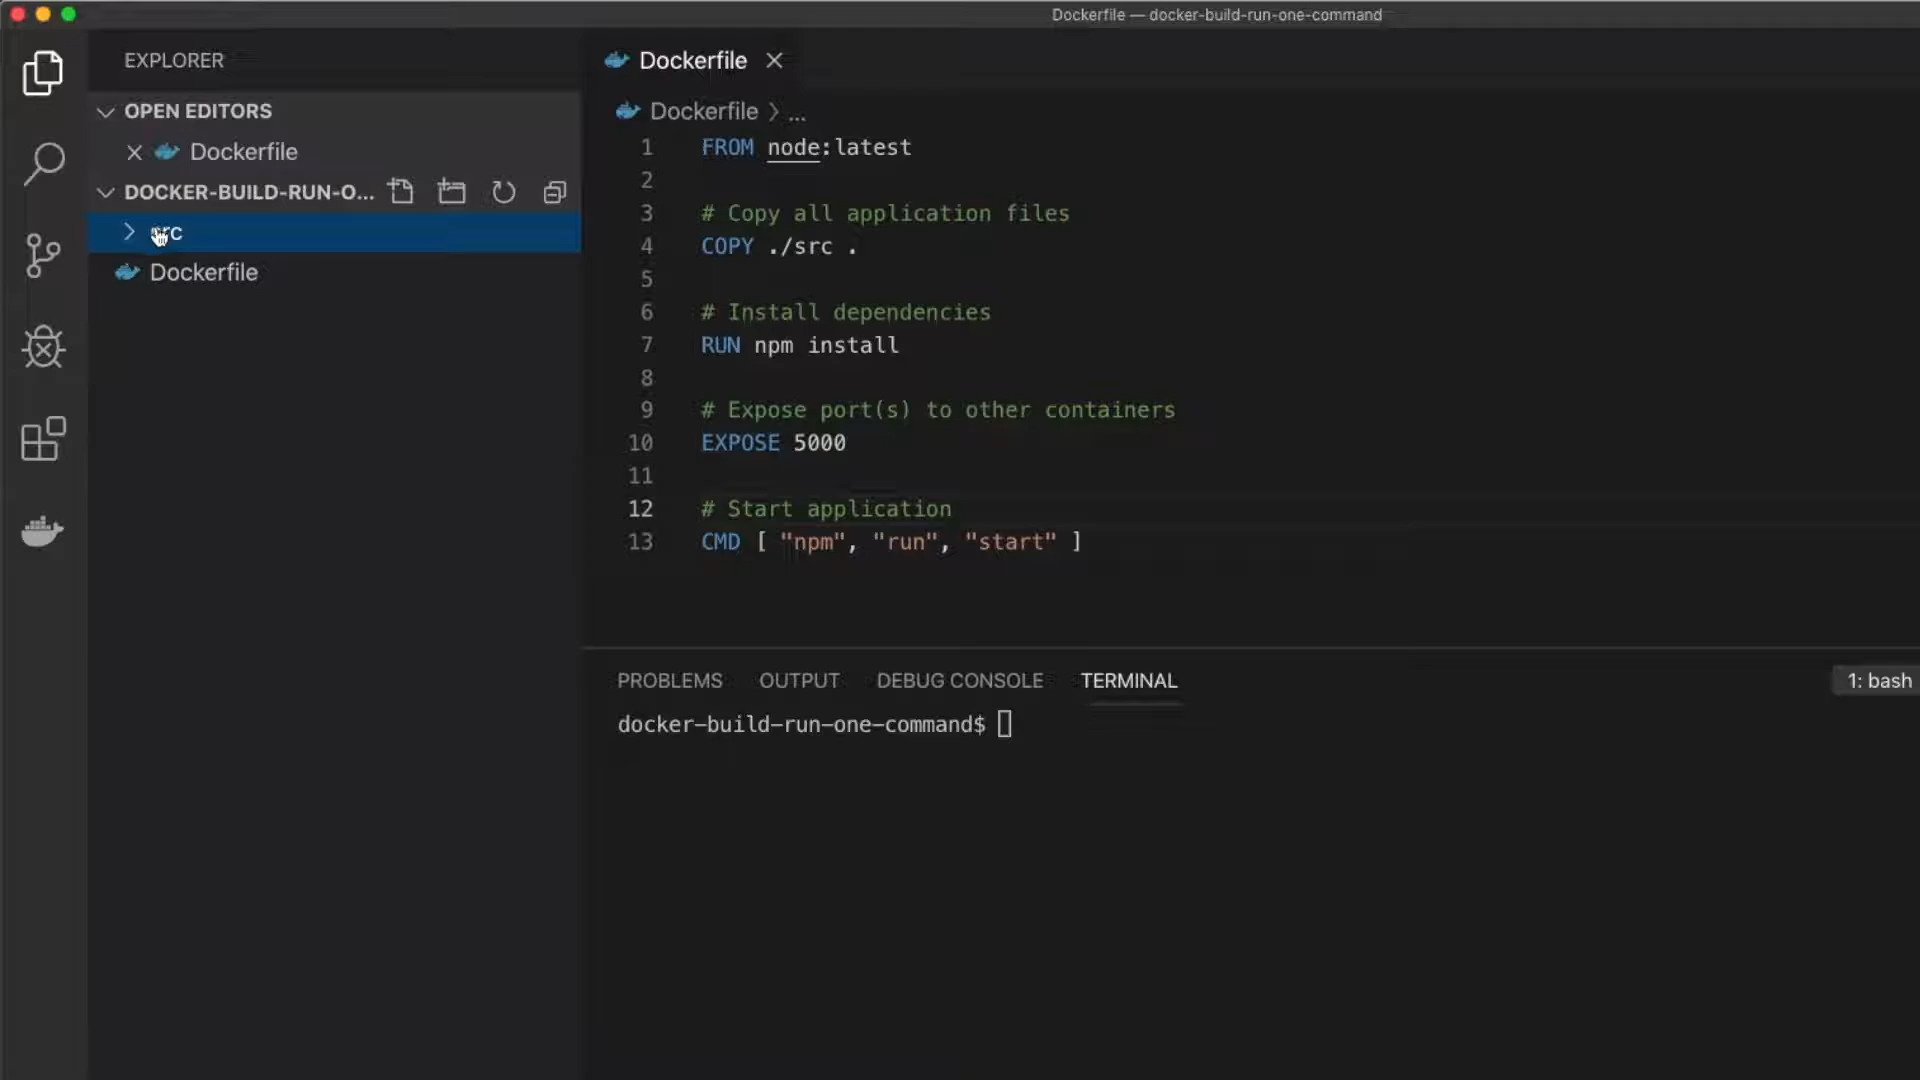 Dockerfile — docker-build-run-one-command
EXPLORER
OPEN EDITORS
Dockerfile
DOCKER-BUILD-RUN-O...
src
Dockerfile
Dockerfile
Dockerfile > ...
1 FROM node:latest
2
3 # Copy all application files
4 COPY ./src .
5
6 # Install dependencies
7 RUN npm install
8
9 # Expose port(s) to other containers
10 EXPOSE 5000
11
12 # Start application
13 CMD [ "npm", "run", "start" ]
PROBLEMS OUTPUT DEBUG CONSOLE TERMINAL 1: bash
docker-build-run-one-command$